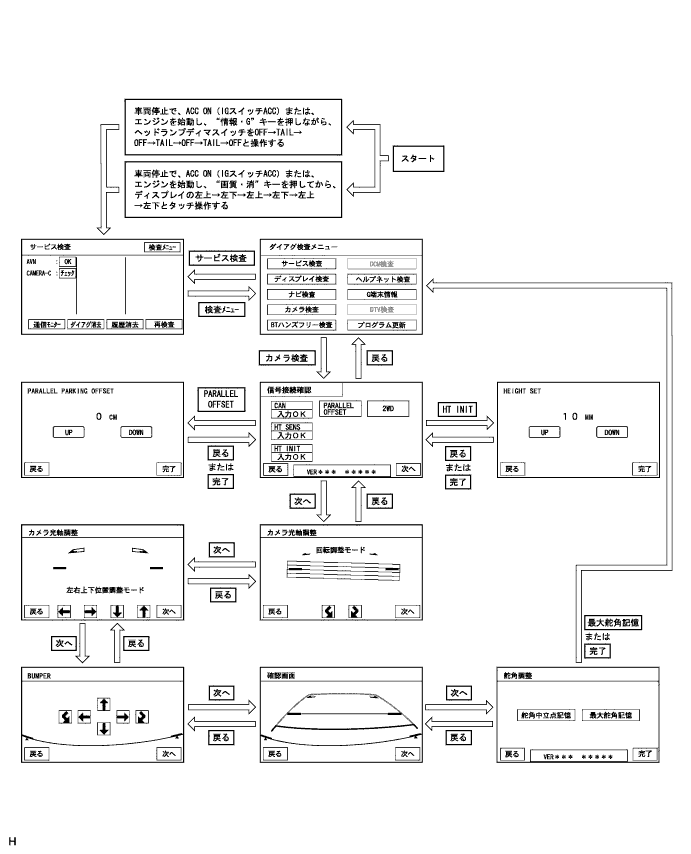 車両停止で、ACC ON（IGスイッチACC）または、
エンジンを始動し、“情報・G”キーを押しながら、
ヘッドランプディマスイッチをOFF→TAIL→
OFF→TAIL→OFF→TAIL→OFFと操作する
スタート
車両停止で、ACC ON（IGスイッチACC）または、
エンジンを始動し、“画質・消”キーを押してから、
ディスプレイの左上→左下→左上→左下→左上
→左下とタッチ操作する
サービス検査
検査ﾒﾆｭｰ
AVN : OK
CAMERA-C : ﾁｪｯｸ
通信ﾓﾆﾀｰ
ダイアグ消去
履歴消去
再検査
サービス検査
検査ﾒﾆｭｰ
ダイアグ検査メニュー
サービス検査
DCM検査
ディスプレイ検査
ヘルプネット検査
ナビ検査
G端末情報
カメラ検査
DTV検査
BTハンズフリー検査
プログラム更新
カメラ検査
戻る
PARALLEL PARKING OFFSET
0 CM
UP
DOWN
戻る
完了
PARALLEL
OFFSET
戻る
または
完了
信号接続確認
CAN
入力OK
PARALLEL
OFFSET
2WD
HT SENS
入力OK
HT INIT
入力OK
戻る
VER＊＊＊ ＊＊＊＊＊
次へ
HT INIT
戻る
または
完了
HEIGHT SET
10 MM
UP
DOWN
戻る
完了
次へ
戻る
カメラ光軸調整
左右上下位置調整モード
戻る
←
→
↓
↑
次へ
次へ
戻る
カメラ光軸調整
回転調整モード
戻る
次へ
次へ
戻る
最大舵角記憶
または
完了
BUMPER
戻る
次へ
次へ
戻る
確認画面
戻る
次へ
次へ
戻る
舵角調整
舵角中立点記憶
最大舵角記憶
戻る
VER＊＊＊ ＊＊＊＊＊
完了
H